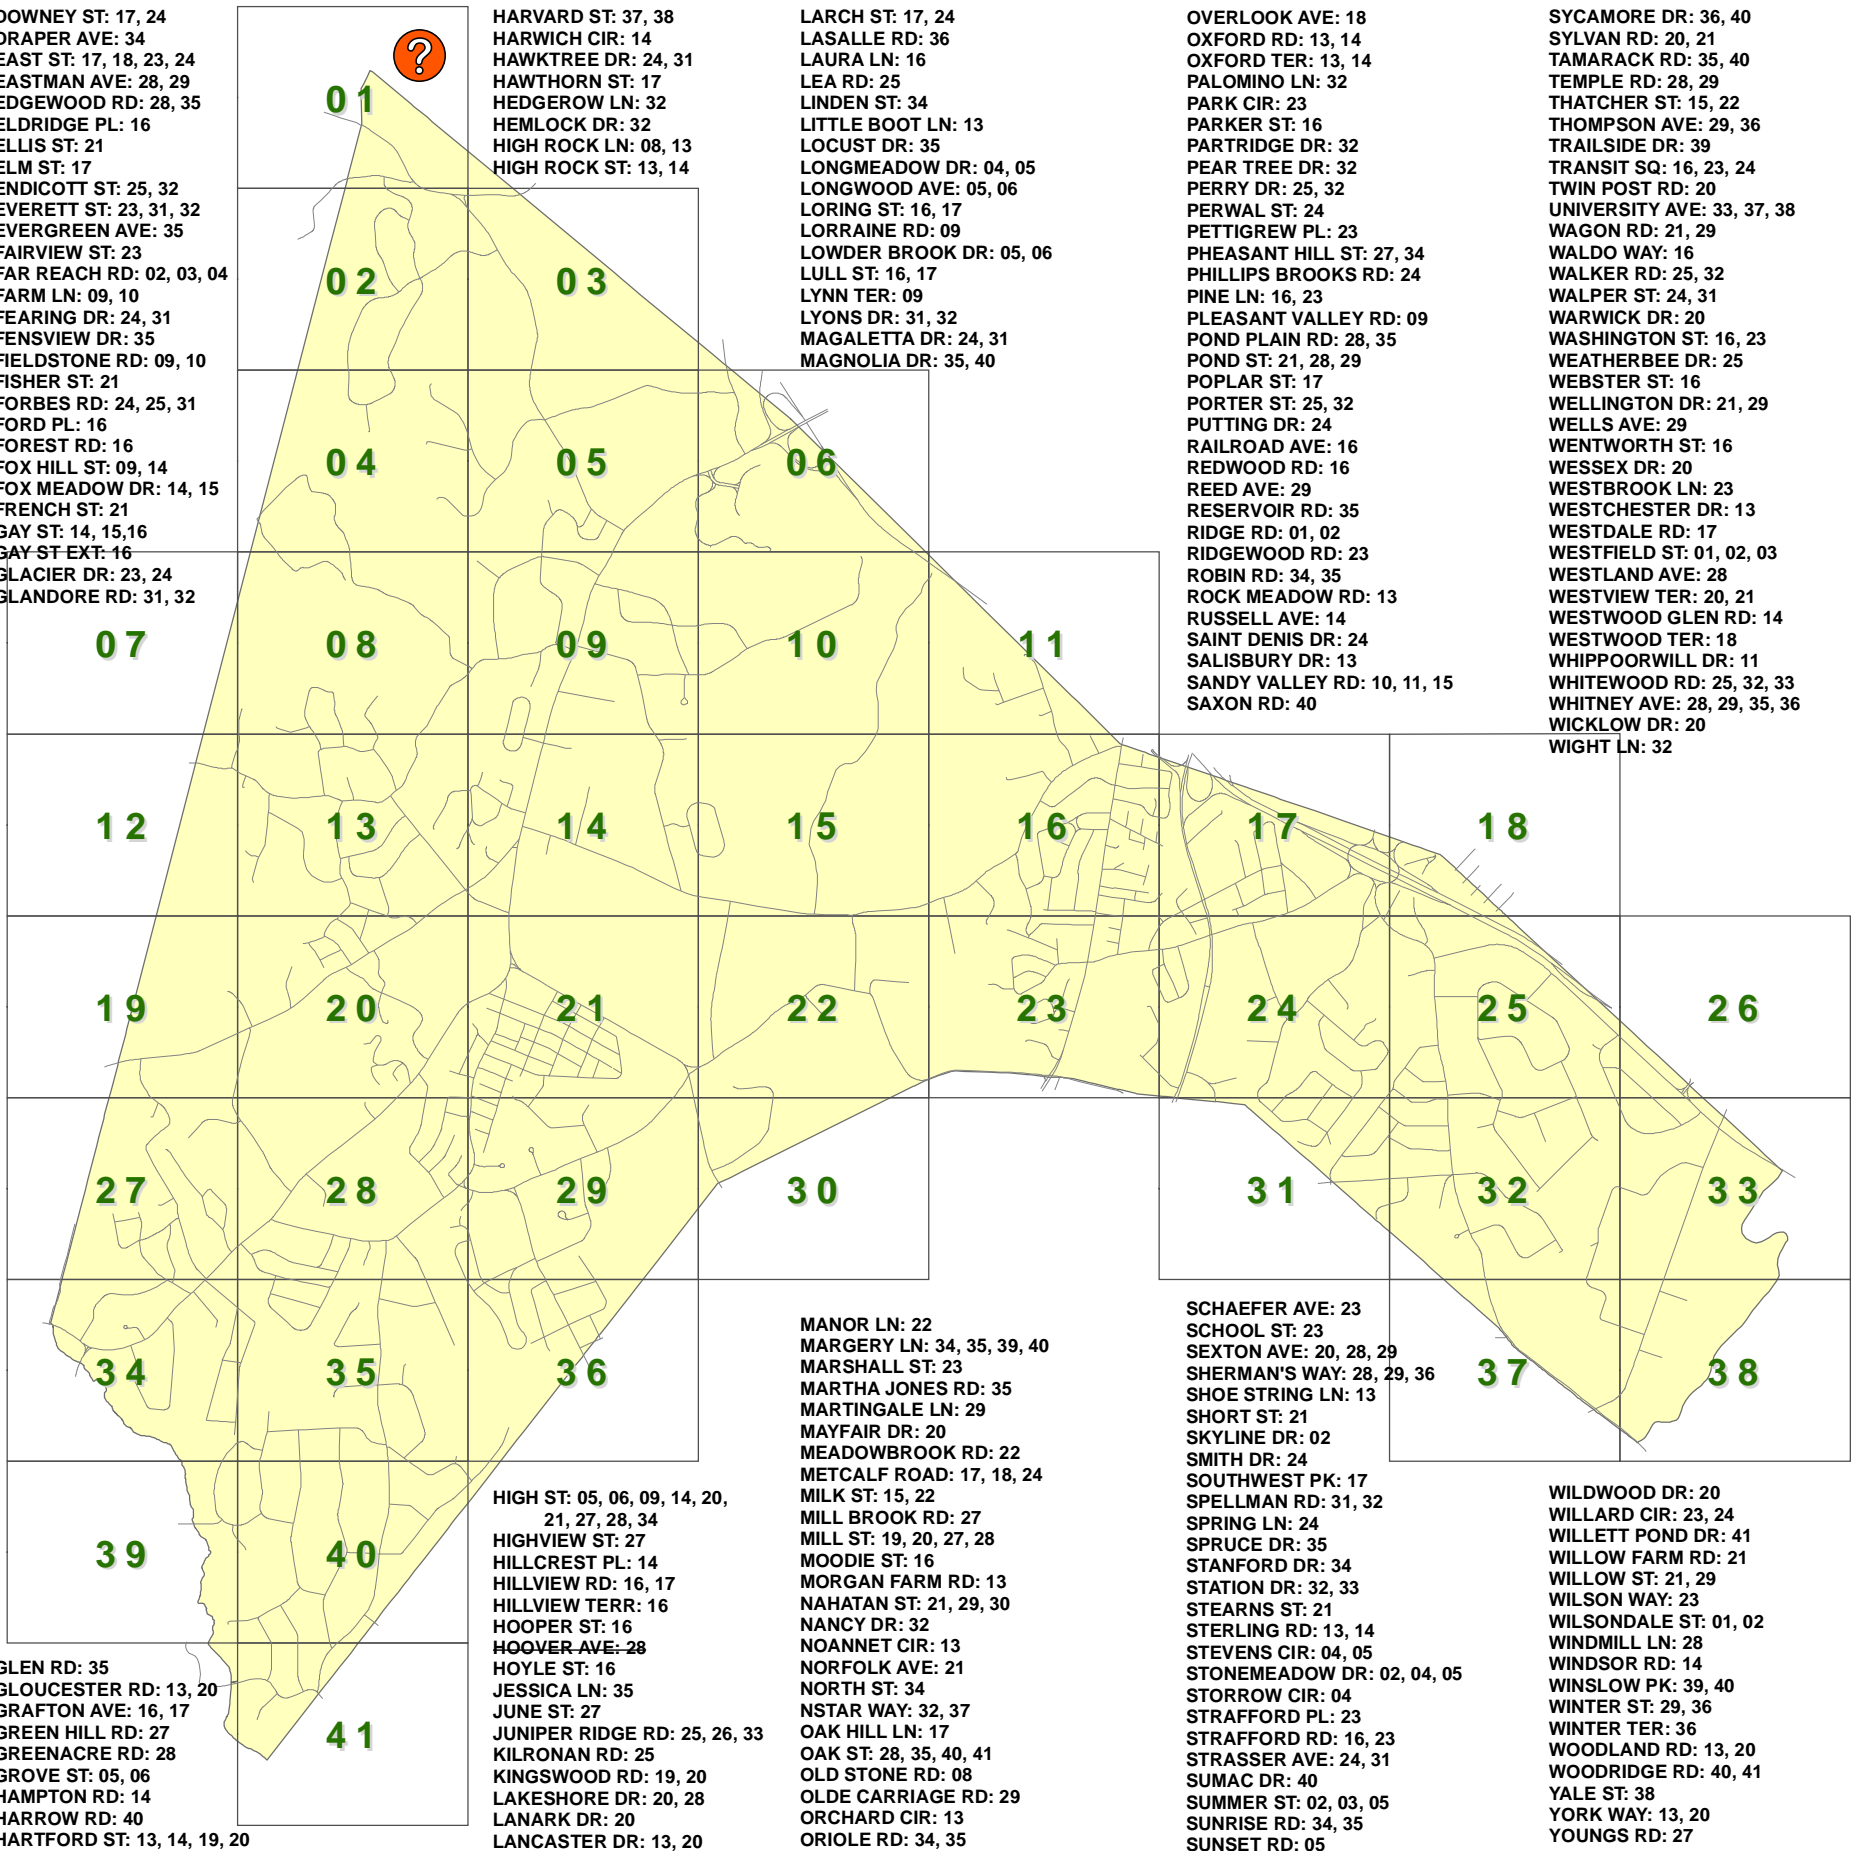 DOWNEY ST: 17, 24
DRAPER AVE: 34
EAST ST: 17, 18, 23, 24
EASTMAN AVE: 28, 29
EDGEWOOD RD: 28, 35
ELDRIDGE PL: 16
ELLIS ST: 21
ELM ST: 17
ENDICOTT ST: 25, 32
EVERETT ST: 23, 31, 32
EVERGREEN AVE: 35
FAIRVIEW ST: 23
FAR REACH RD: 02, 03, 04
FARM LN: 09, 10
FEARING DR: 24, 31
FENSVIEW DR: 35
FIELDSTONE RD: 09, 10
FISHER ST: 21
FORBES RD: 24, 25, 31
FORD PL: 16
FOREST RD: 16
FOX HILL ST: 09, 14
FOX MEADOW DR: 14, 15
FRENCH ST: 21
GAY ST: 14, 15,16
GAY ST EXT: 16
GLACIER DR: 23, 24
GLANDORE RD: 31, 32
HARVARD ST: 37, 38
HARWICH CIR: 14
HAWKTREE DR: 24, 31
HAWTHORN ST: 17
HEDGEROW LN: 32
HEMLOCK DR: 32
HIGH ROCK LN: 08, 13
HIGH ROCK ST: 13, 14
LARCH ST: 17, 24
LASALLE RD: 36
LAURA LN: 16
LEA RD: 25
LINDEN ST: 34
LITTLE BOOT LN: 13
LOCUST DR: 35
LONGMEADOW DR: 04, 05
LONGWOOD AVE: 05, 06
LORING ST: 16, 17
LORRAINE RD: 09
LOWDER BROOK DR: 05, 06
LULL ST: 16, 17
LYNN TER: 09
LYONS DR: 31, 32
MAGALETTA DR: 24, 31
MAGNOLIA DR: 35, 40
OVERLOOK AVE: 18
OXFORD RD: 13, 14
OXFORD TER: 13, 14
PALOMINO LN: 32
PARK CIR: 23
PARKER ST: 16
PARTRIDGE DR: 32
PEAR TREE DR: 32
PERRY DR: 25, 32
PERWAL ST: 24
PETTIGREW PL: 23
PHEASANT HILL ST: 27, 34
PHILLIPS BROOKS RD: 24
PINE LN: 16, 23
PLEASANT VALLEY RD: 09
POND PLAIN RD: 28, 35
POND ST: 21, 28, 29
POPLAR ST: 17
PORTER ST: 25, 32
PUTTING DR: 24
RAILROAD AVE: 16
REDWOOD RD: 16
REED AVE: 29
RESERVOIR RD: 35
RIDGE RD: 01, 02
RIDGEWOOD RD: 23
ROBIN RD: 34, 35
ROCK MEADOW RD: 13
RUSSELL AVE: 14
SAINT DENIS DR: 24
SALISBURY DR: 13
SANDY VALLEY RD: 10, 11, 15
SAXON RD: 40
SYCAMORE DR: 36, 40
SYLVAN RD: 20, 21
TAMARACK RD: 35, 40
TEMPLE RD: 28, 29
THATCHER ST: 15, 22
THOMPSON AVE: 29, 36
TRAILSIDE DR: 39
TRANSIT SQ: 16, 23, 24
TWIN POST RD: 20
UNIVERSITY AVE: 33, 37, 38
WAGON RD: 21, 29
WALDO WAY: 16
WALKER RD: 25, 32
WALPER ST: 24, 31
WARWICK DR: 20
WASHINGTON ST: 16, 23
WEATHERBEE DR: 25
WEBSTER ST: 16
WELLINGTON DR: 21, 29
WELLS AVE: 29
WENTWORTH ST: 16
WESSEX DR: 20
WESTBROOK LN: 23
WESTCHESTER DR: 13
WESTDALE RD: 17
WESTFIELD ST: 01, 02, 03
WESTLAND AVE: 28
WESTVIEW TER: 20, 21
WESTWOOD GLEN RD: 14
WESTWOOD TER: 18
WHIPPOORWILL DR: 11
WHITEWOOD RD: 25, 32, 33
WHITNEY AVE: 28, 29, 35, 36
WICKLOW DR: 20
WIGHT LN: 32
?
01
02 03
04 05 06
07 08 09 10 11
12 13 14 15 16 17 18
19 20 21 22 23 24 25 26
27 28 29 30 31 32 33
34 35 36 37 38
39 40
41
GLEN RD: 35
GLOUCESTER RD: 13, 20
GRAFTON AVE: 16, 17
GREEN HILL RD: 27
GREENACRE RD: 28
GROVE ST: 05, 06
HAMPTON RD: 14
HARROW RD: 40
HARTFORD ST: 13, 14, 19, 20
HIGH ST: 05, 06, 09, 14, 20,
21, 27, 28, 34
HIGHVIEW ST: 27
HILLCREST PL: 14
HILLVIEW RD: 16, 17
HILLVIEW TERR: 16
HOOPER ST: 16
HOOVER AVE: 28
HOYLE ST: 16
JESSICA LN: 35
JUNE ST: 27
JUNIPER RIDGE RD: 25, 26, 33
KILRONAN RD: 25
KINGSWOOD RD: 19, 20
LAKESHORE DR: 20, 28
LANARK DR: 20
LANCASTER DR: 13, 20
MANOR LN: 22
MARGERY LN: 34, 35, 39, 40
MARSHALL ST: 23
MARTHA JONES RD: 35
MARTINGALE LN: 29
MAYFAIR DR: 20
MEADOWBROOK RD: 22
METCALF ROAD: 17, 18, 24
MILK ST: 15, 22
MILL BROOK RD: 27
MILL ST: 19, 20, 27, 28
MOODIE ST: 16
MORGAN FARM RD: 13
NAHATAN ST: 21, 29, 30
NANCY DR: 32
NOANNET CIR: 13
NORFOLK AVE: 21
NORTH ST: 34
NSTAR WAY: 32, 37
OAK HILL LN: 17
OAK ST: 28, 35, 40, 41
OLD STONE RD: 08
OLDE CARRIAGE RD: 29
ORCHARD CIR: 13
ORIOLE RD: 34, 35
SCHAEFER AVE: 23
SCHOOL ST: 23
SEXTON AVE: 20, 28, 29
SHERMAN'S WAY: 28, 29, 36
SHOE STRING LN: 13
SHORT ST: 21
SKYLINE DR: 02
SMITH DR: 24
SOUTHWEST PK: 17
SPELLMAN RD: 31, 32
SPRING LN: 24
SPRUCE DR: 35
STANFORD DR: 34
STATION DR: 32, 33
STEARNS ST: 21
STERLING RD: 13, 14
STEVENS CIR: 04, 05
STONEMEADOW DR: 02, 04, 05
STORROW CIR: 04
STRAFFORD PL: 23
STRAFFORD RD: 16, 23
STRASSER AVE: 24, 31
SUMAC DR: 40
SUMMER ST: 02, 03, 05
SUNRISE RD: 34, 35
SUNSET RD: 05
WILDWOOD DR: 20
WILLARD CIR: 23, 24
WILLETT POND DR: 41
WILLOW FARM RD: 21
WILLOW ST: 21, 29
WILSON WAY: 23
WILSONDALE ST: 01, 02
WINDMILL LN: 28
WINDSOR RD: 14
WINSLOW PK: 39, 40
WINTER ST: 29, 36
WINTER TER: 36
WOODLAND RD: 13, 20
WOODRIDGE RD: 40, 41
YALE ST: 38
YORK WAY: 13, 20
YOUNGS RD: 27